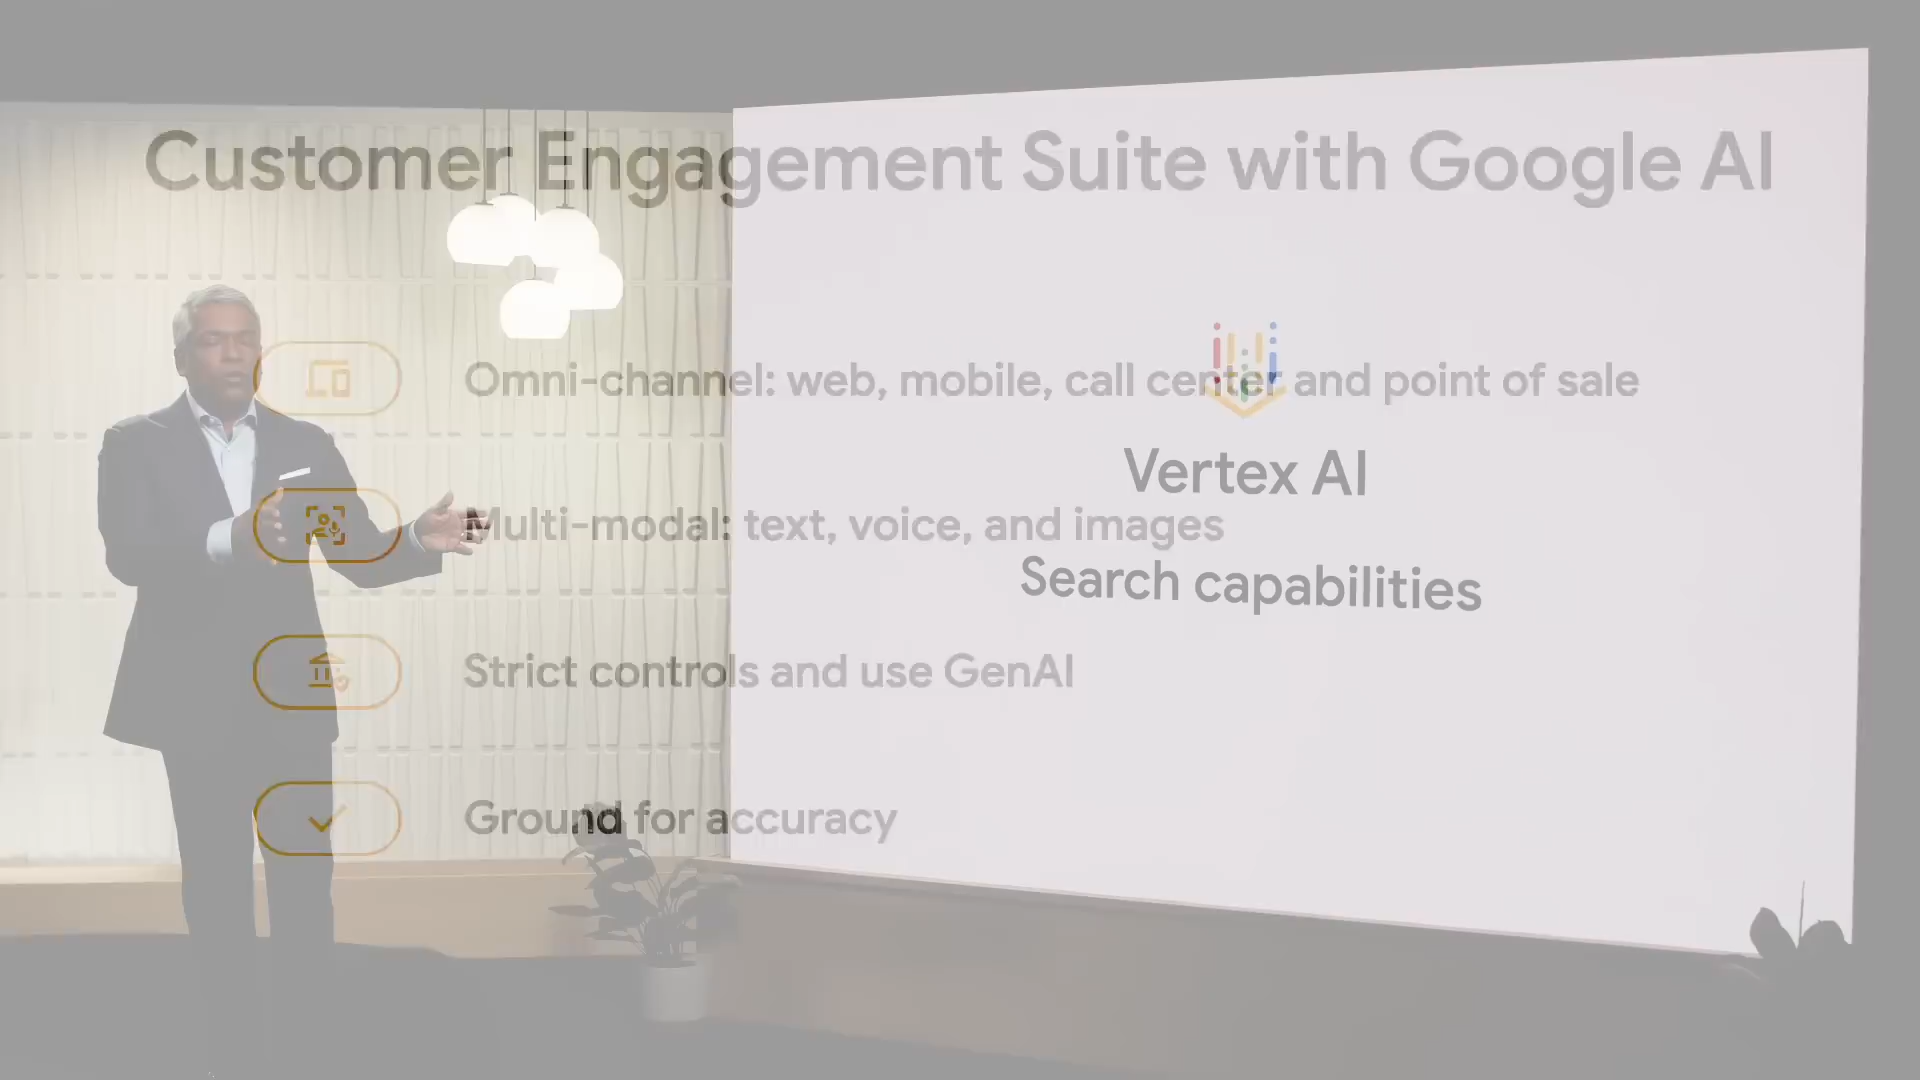 Customer Engagement Suite with Google AI
Omni-channel: web, mobile, call center and point of sale
Vertex AI
Multi-modal: text, voice, and images
Search capabilities
Strict controls and use GenAI
Ground for accuracy